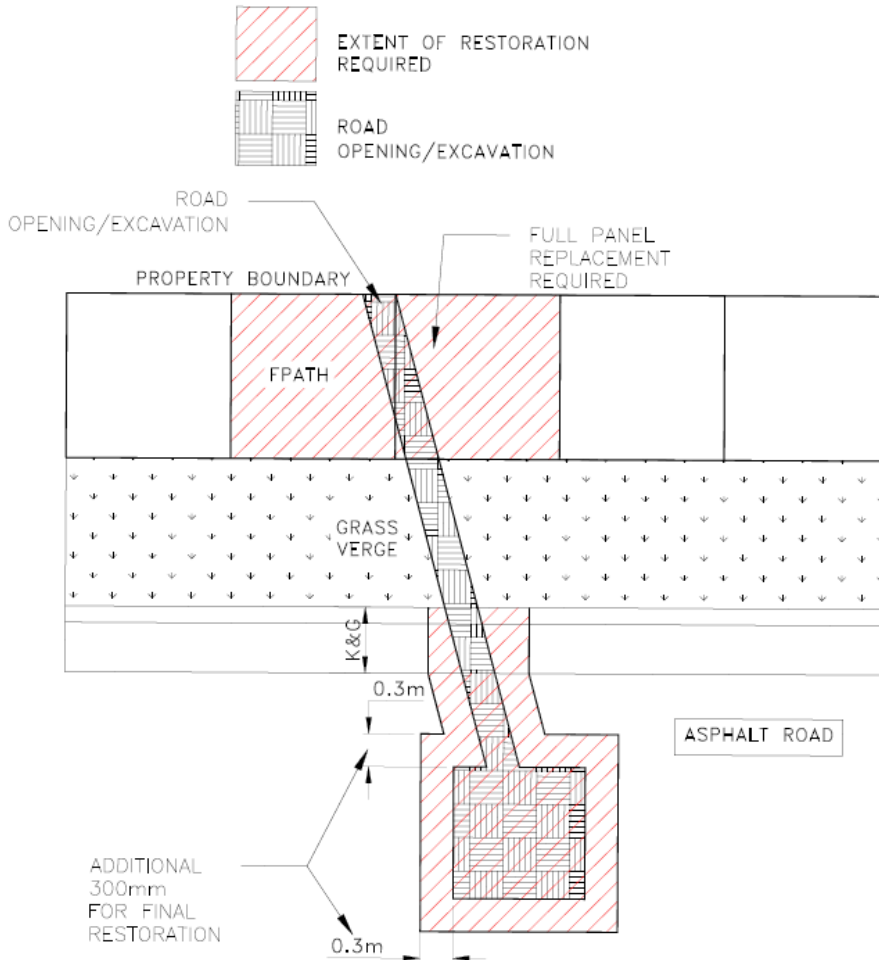 EXTENT OF RESTORATION
REQUIRED
ROAD
OPENING/EXCAVATION
ROAD
OPENING/EXCAVATION
FULL PANEL
REPLACEMENT
REQUIRED
PROPERTY BOUNDARY
FPATH
GRASS
VERGE
K&G
0.3m
ASPHALT ROAD
ADDITIONAL
300mm
FOR FINAL
RESTORATION
0.3m